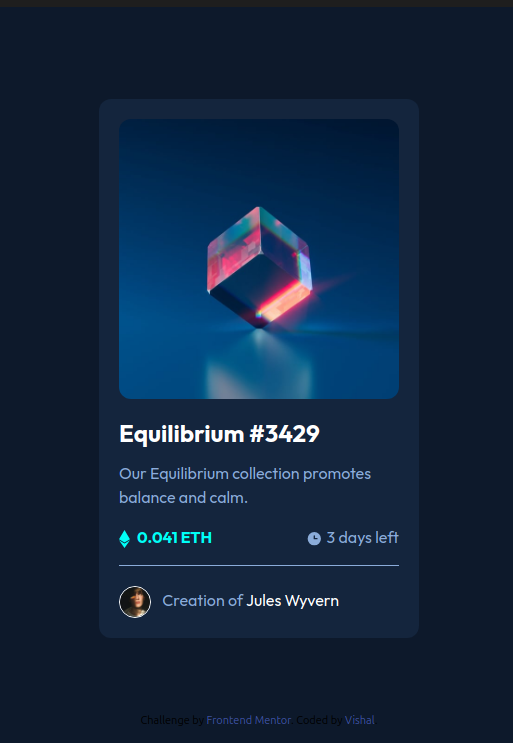 Equilibrium #3429
Our Equilibrium collection promotes
balance and calm.
0.041 ETH 3 days left
Creation of Jules Wyvern
Challenge by Frontend Mentor. Coded by Vishal.